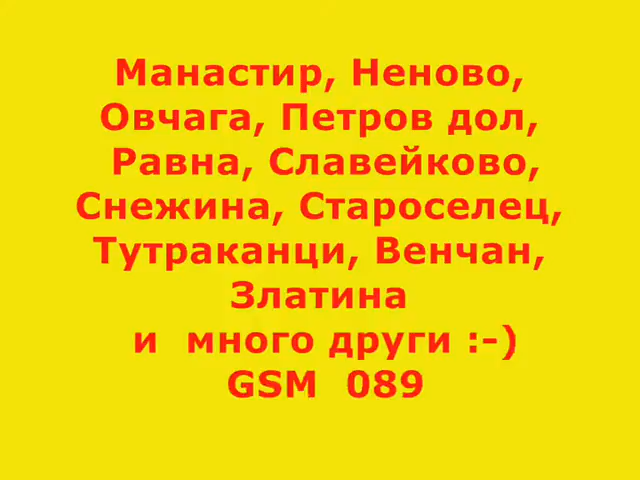 Манастир, Неново,
Овчага, Петров дол,
Равна, Славейково,
Снежина, Староселец,
Тутраканци, Венчан,
Златина
и много други :-)
GSM 089